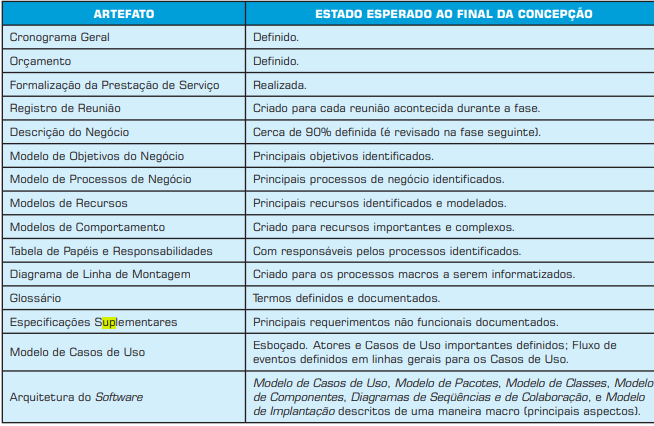 ARTEFATO
ESTADO ESPERADO AO FINAL DA CONCEPÇÃO
Cronograma Geral
Definido.
Orçamento
Definido.
Formalização da Prestação de Serviço
Realizada.
Registro de Reunião
Criado para cada reunião acontecida durante a fase.
Descrição do Negócio
Cerca de 90% definida (é revisado na fase seguinte).
Modelo de Objetivos do Negócio
Principais objetivos identificados.
Modelo de Processos de Negócio
Principais processos de negócio identificados.
Modelos de Recursos
Principais recursos identificados e modelados.
Modelos de Comportamento
Criado para recursos importantes e complexos.
Tabela de Papéis e Responsabilidades
Com responsáveis pelos processos identificados.
Diagrama de Linha de Montagem
Criado para os processos macros a serem informatizados.
Glossário
Termos definidos e documentados.
Especificações Suplementares
Principais requerimentos não funcionais documentados.
Modelo de Casos de Uso
Esboçado. Atores e Casos de Uso importantes definidos; Fluxo de
eventos definidos em linhas gerais para os Casos de Uso.
Arquitetura do Software
Modelo de Casos de Uso, Modelo de Pacotes, Modelo de Classes, Modelo
de Componentes, Diagramas de Seqüências e de Colaboração, e Modelo
de Implantação descritos de uma maneira macro (principais aspectos).